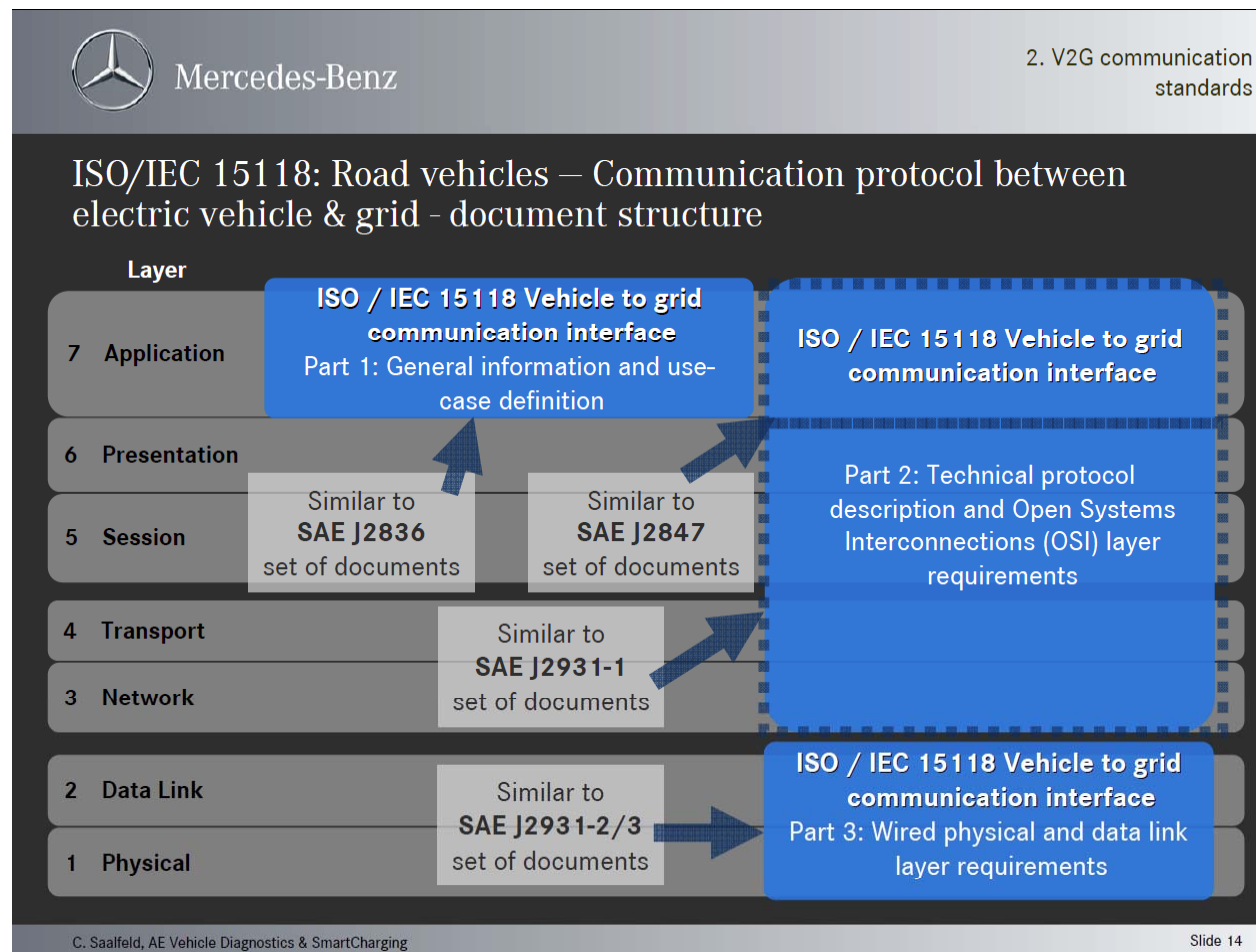 Mercedes-Benz
2. V2G communication
standards
ISO/IEC 15118: Road vehicles – Communication protocol between
electric vehicle & grid - document structure
Layer
7 Application
ISO / IEC 15118 Vehicle to grid
communication interface
Part 1: General information and use-
case definition
ISO / IEC 15118 Vehicle to grid
communication interface
6 Presentation
Similar to
SAE J2836
set of documents
Similar to
SAE J2847
set of documents
Part 2: Technical protocol
description and Open Systems
Interconnections (OSI) layer
requirements
5 Session
4 Transport
Similar to
SAE J2931-1
set of documents
3 Network
2 Data Link
Similar to
SAE J2931-2/3
set of documents
ISO / IEC 15118 Vehicle to grid
communication interface
Part 3: Wired physical and data link
layer requirements
1 Physical
C. Saalfeld, AE Vehicle Diagnostics & SmartCharging
Slide 14